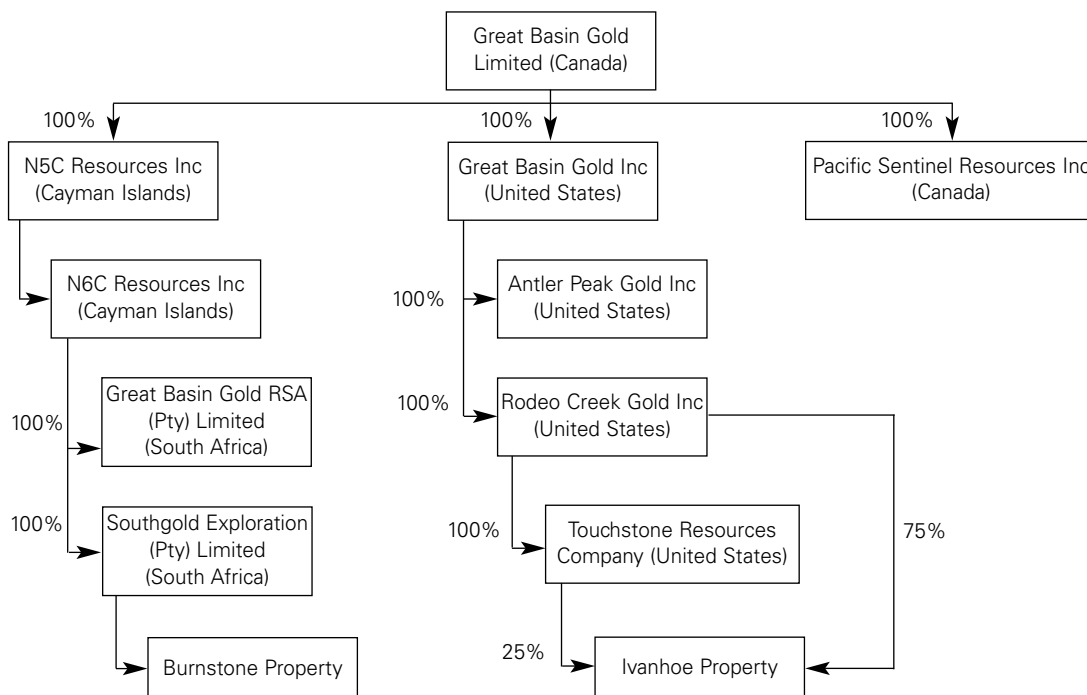 Great Basin Gold
Limited (Canada)
100%
100%
100%
N5C Resources Inc
(Cayman Islands)
Great Basin Gold Inc
(United States)
Pacific Sentinel Resources Inc
(Canada)
N6C Resources Inc
(Cayman Islands)
100%
Antler Peak Gold Inc
(United States)
100%
Great Basin Gold RSA
(Pty) Limited
(South Africa)
100%
Rodeo Creek Gold Inc
(United States)
100%
Southgold Exploration
(Pty) Limited
(South Africa)
100%
Touchstone Resources
Company (United States)
75%
Burnstone Property
25%
Ivanhoe Property